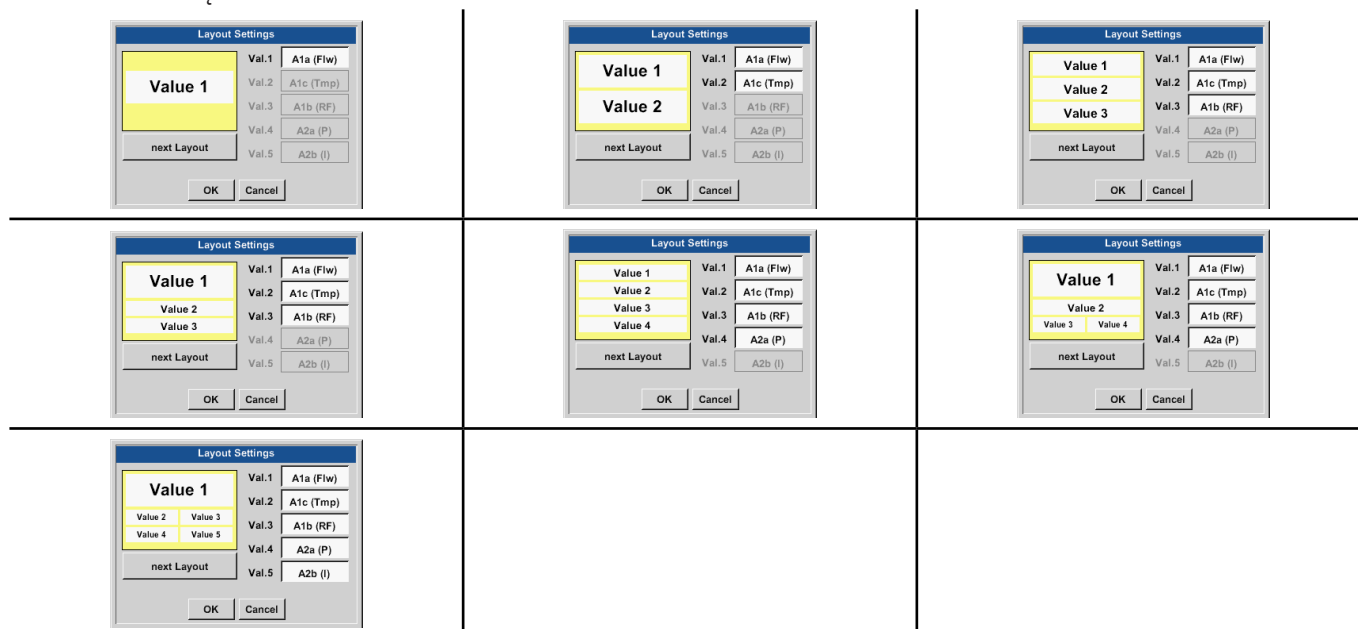 Layout Settings
Value 1
Val.1 A1a (Flw)
Val.2 A1c (Tmp)
Val.3 A1b (RF)
Val.4 A2a (P)
Val.5 A2b (I)
next Layout
OK Cancel
Layout Settings
Value 1
Value 2
Val.1 A1a (Flw)
Val.2 A1c (Tmp)
Val.3 A1b (RF)
Val.4 A2a (P)
Val.5 A2b (I)
next Layout
OK Cancel
Layout Settings
Value 1
Value 2
Value 3
Val.1 A1a (Flw)
Val.2 A1c (Tmp)
Val.3 A1b (RF)
Val.4 A2a (P)
Val.5 A2b (I)
next Layout
OK Cancel
Layout Settings
Value 1
Value 2
Value 3
Val.1 A1a (Flw)
Val.2 A1c (Tmp)
Val.3 A1b (RF)
Val.4 A2a (P)
Val.5 A2b (I)
next Layout
OK Cancel
Layout Settings
Value 1
Value 2
Value 3
Value 4
Val.1 A1a (Flw)
Val.2 A1c (Tmp)
Val.3 A1b (RF)
Val.4 A2a (P)
Val.5 A2b (I)
next Layout
OK Cancel
Layout Settings
Value 1
Value 2
Value 3 Value 4
Val.1 A1a (Flw)
Val.2 A1c (Tmp)
Val.3 A1b (RF)
Val.4 A2a (P)
Val.5 A2b (I)
next Layout
OK Cancel
Layout Settings
Value 1
Value 2 Value 3
Value 4 Value 5
Val.1 A1a (Flw)
Val.2 A1c (Tmp)
Val.3 A1b (RF)
Val.4 A2a (P)
Val.5 A2b (I)
next Layout
OK Cancel